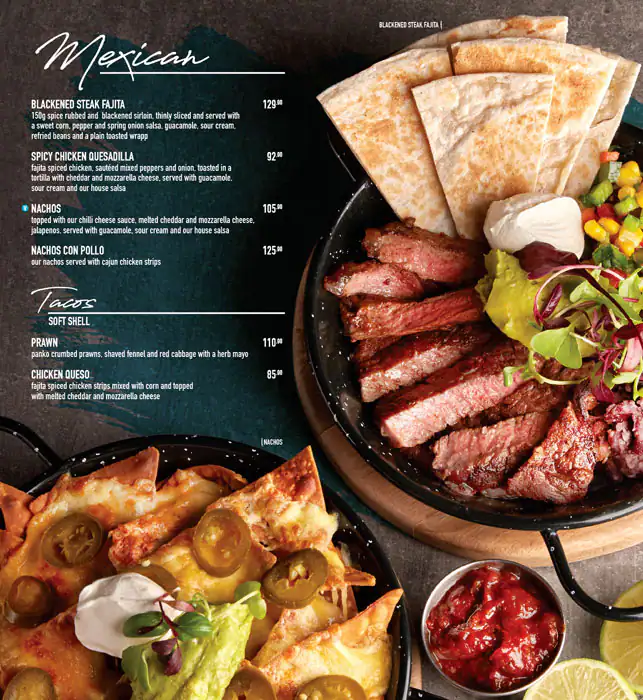 BLACKENED STEAK FAJITA |
Mexican
BLACKENED STEAK FAJITA 129.00
150g spice rubbed and blackened sirloin, thinly sliced and served with
a sweet corn, pepper and spring onion salsa, guacamole, sour cream,
refried beans and a plain toasted wrapp
SPICY CHICKEN QUESADILLA 92.00
fajita spiced chicken, sautéed mixed peppers and onion, toasted in a
tortilla with cheddar and mozzarella cheese, served with guacamole,
sour cream and our house salsa
NACHOS 105.00
topped with our chilli cheese sauce, melted cheddar and mozzarella cheese,
jalapenos, served with guacamole, sour cream and our house salsa
NACHOS CON POLLO 125.00
our nachos served with cajun chicken strips
Tacos
SOFT SHELL
PRAWN 110.00
panko crumbed prawns, shaved fennel and red cabbage with a herb mayo
CHICKEN QUESO 85.00
fajita spiced chicken strips mixed with corn and topped
with melted cheddar and mozzarella cheese
| NACHOS